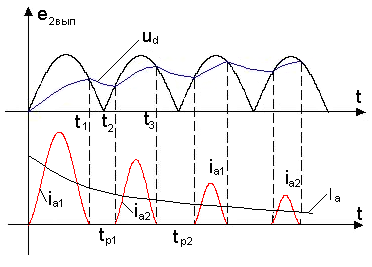 e2вып
ud
t
t1 t2 t3
ia1 Ia
ia2
ia1 ia2
t
tp1 tp2